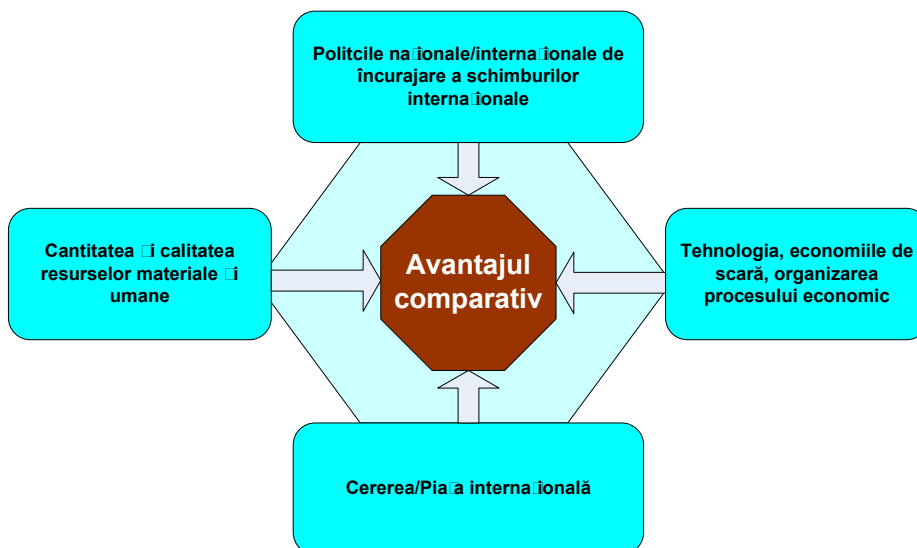 Politcile na□ionale/interna□ionale de
încurajare a schimburilor
interna□ionale
Cantitatea □i calitatea
resurselor materiale □i
umane
Avantajul
comparativ
Tehnologia, economiile de
scară, organizarea
procesului economic
Cererea/Pia□a interna□ională